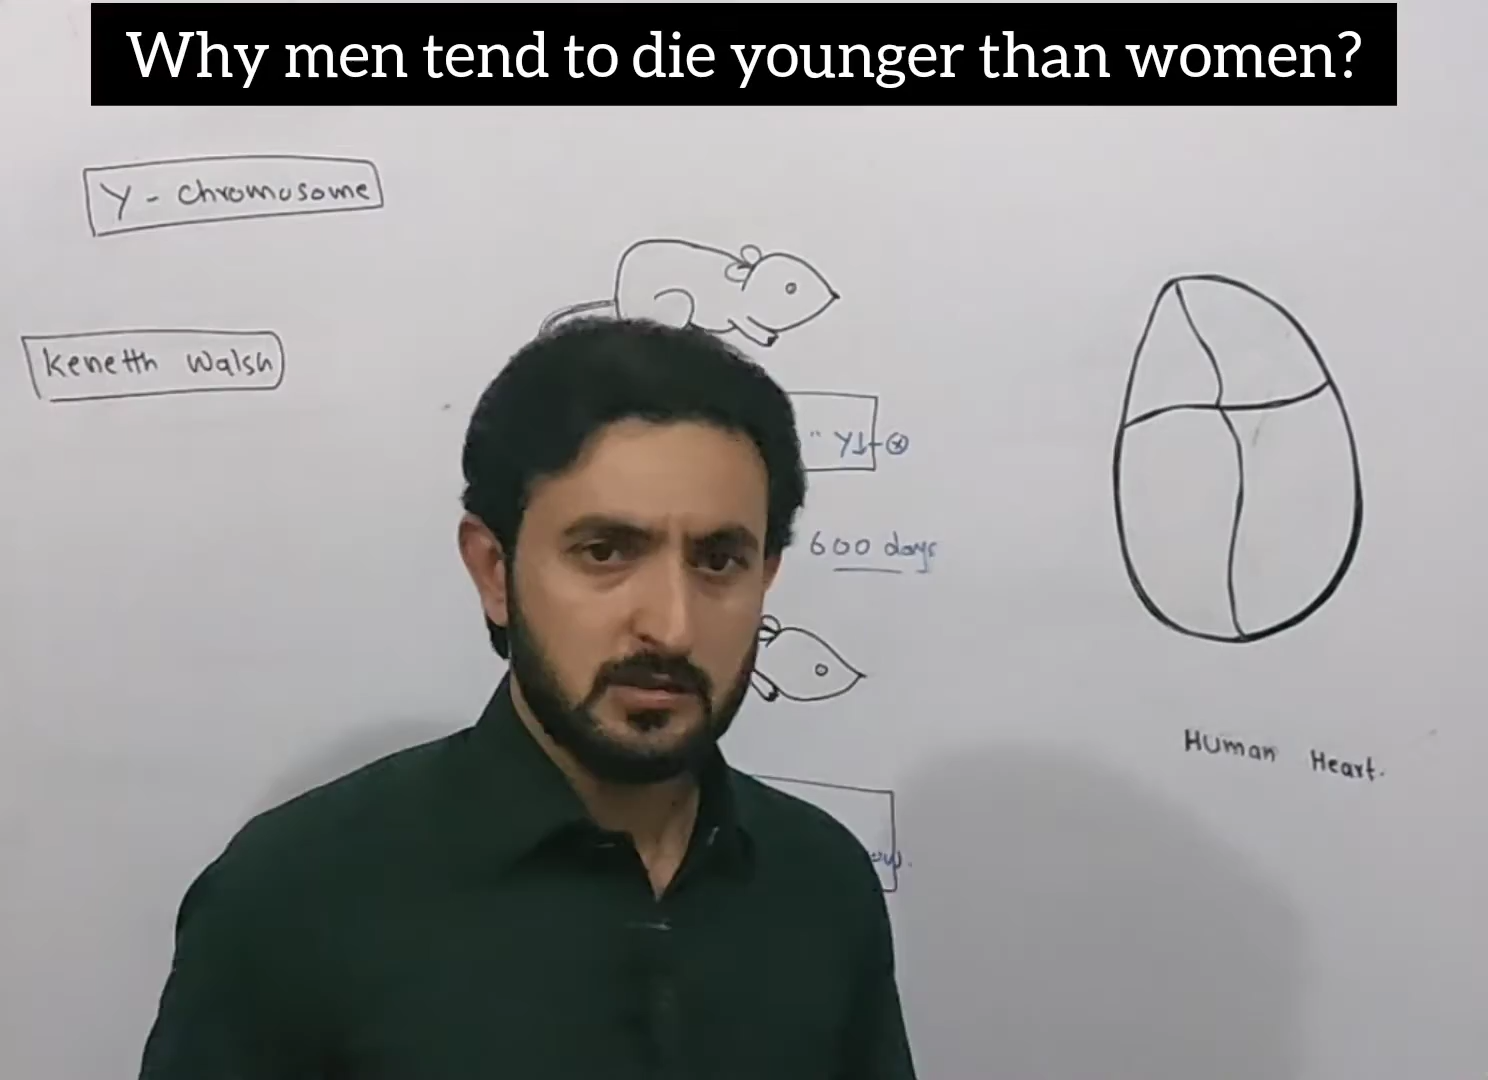 Why men tend to die younger than women?
Y - chromosome
Kenetth Walsh
600 days
Human Heart.